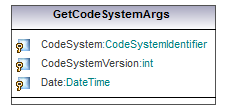 GetCodeSystemArgs
CodeSystem:CodeSystemIdentifier
CodeSystemVersion:int
Date:DateTime